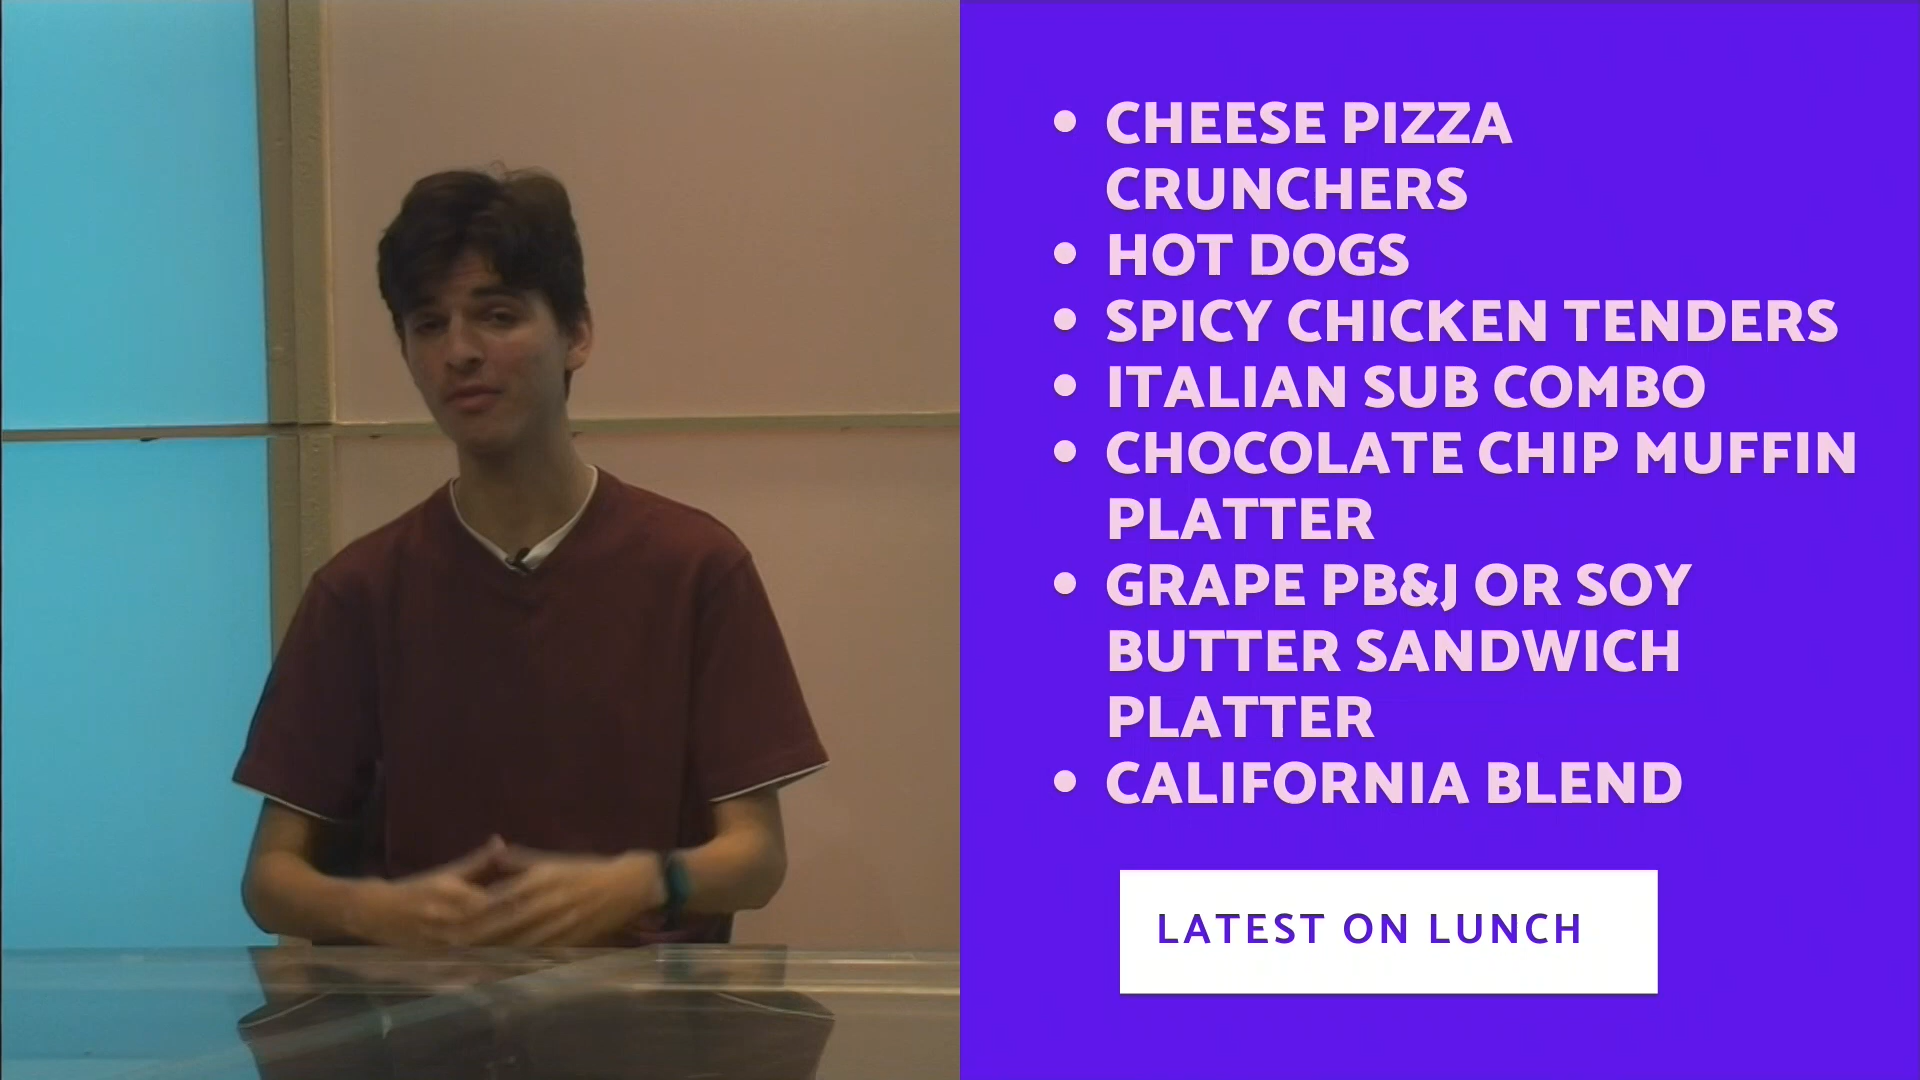 • CHEESE PIZZA
CRUNCHERS
• HOT DOGS
• SPICY CHICKEN TENDERS
• ITALIAN SUB COMBO
• CHOCOLATE CHIP MUFFIN
PLATTER
• GRAPE PB&J OR SOY
BUTTER SANDWICH
PLATTER
• CALIFORNIA BLEND
LATEST ON LUNCH